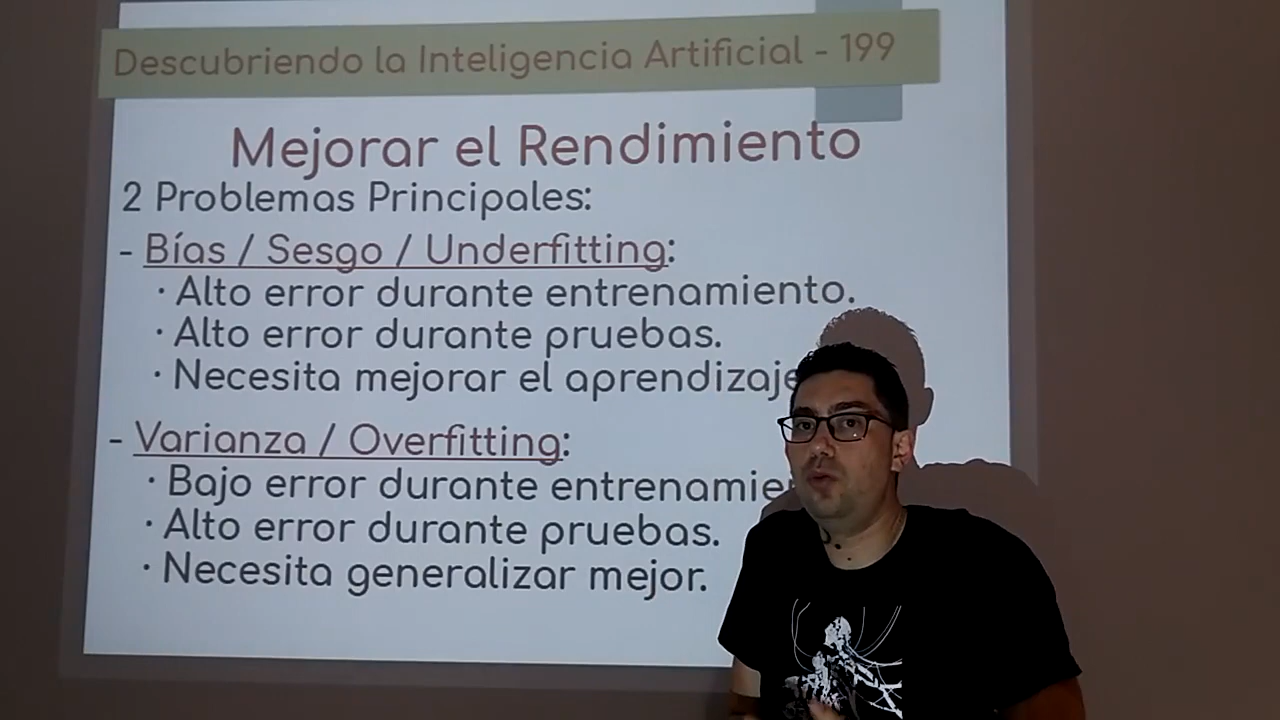 Descubriendo la Inteligencia Artificial - 199
Mejorar el Rendimiento
2 Problemas Principales:
- Bías / Sesgo / Underfitting:
· Alto error durante entrenamiento.
· Alto error durante pruebas.
· Necesita mejorar el aprendizaje
- Varianza / Overfitting:
· Bajo error durante
· Alto error durante pruebas.
· Necesita generalizar mejor.